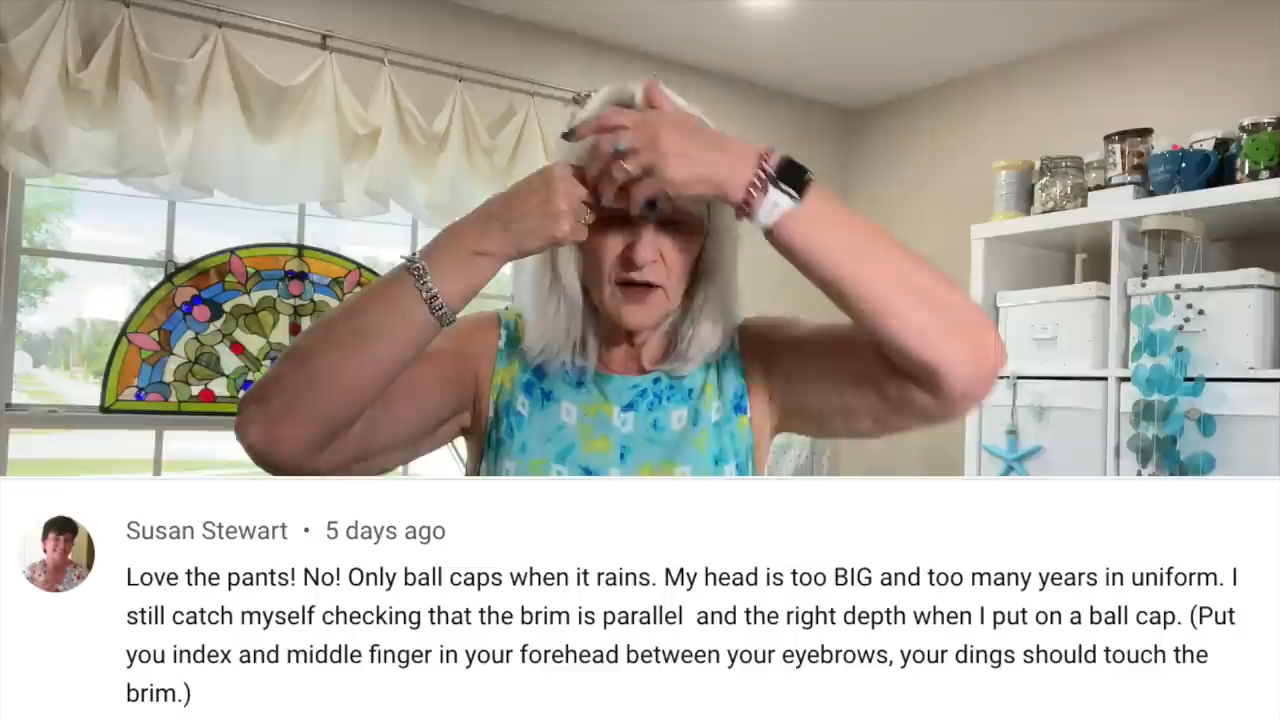 Susan Stewart • 5 days ago
Love the pants! No! Only ball caps when it rains. My head is too BIG and too many years in uniform. I
still catch myself checking that the brim is parallel  and the right depth when I put on a ball cap. (Put
you index and middle finger in your forehead between your eyebrows, your dings should touch the
brim.)